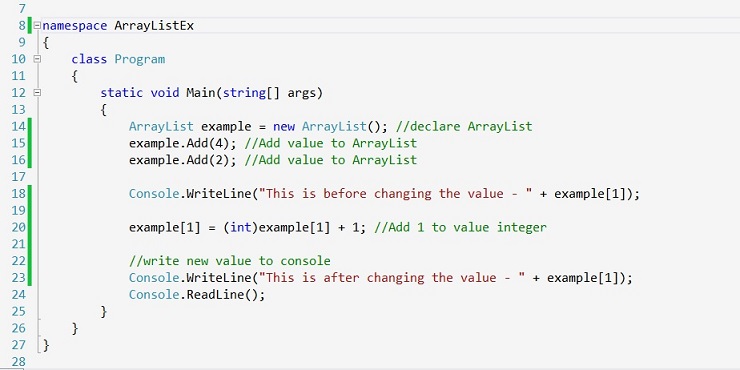 7
8 namespace ArrayListEx
9 {
10 class Program
11 {
12 static void Main(string[] args)
13 {
14 ArrayList example = new ArrayList(); //declare ArrayList
15 example.Add(4); //Add value to ArrayList
16 example.Add(2); //Add value to ArrayList
17
18 Console.WriteLine("This is before changing the value - " + example[1]);
19
20 example[1] = (int)example[1] + 1; //Add 1 to value integer
21
22 //write new value to console
23 Console.WriteLine("This is after changing the value - " + example[1]);
24 Console.ReadLine();
25 }
26 }
27 }
28